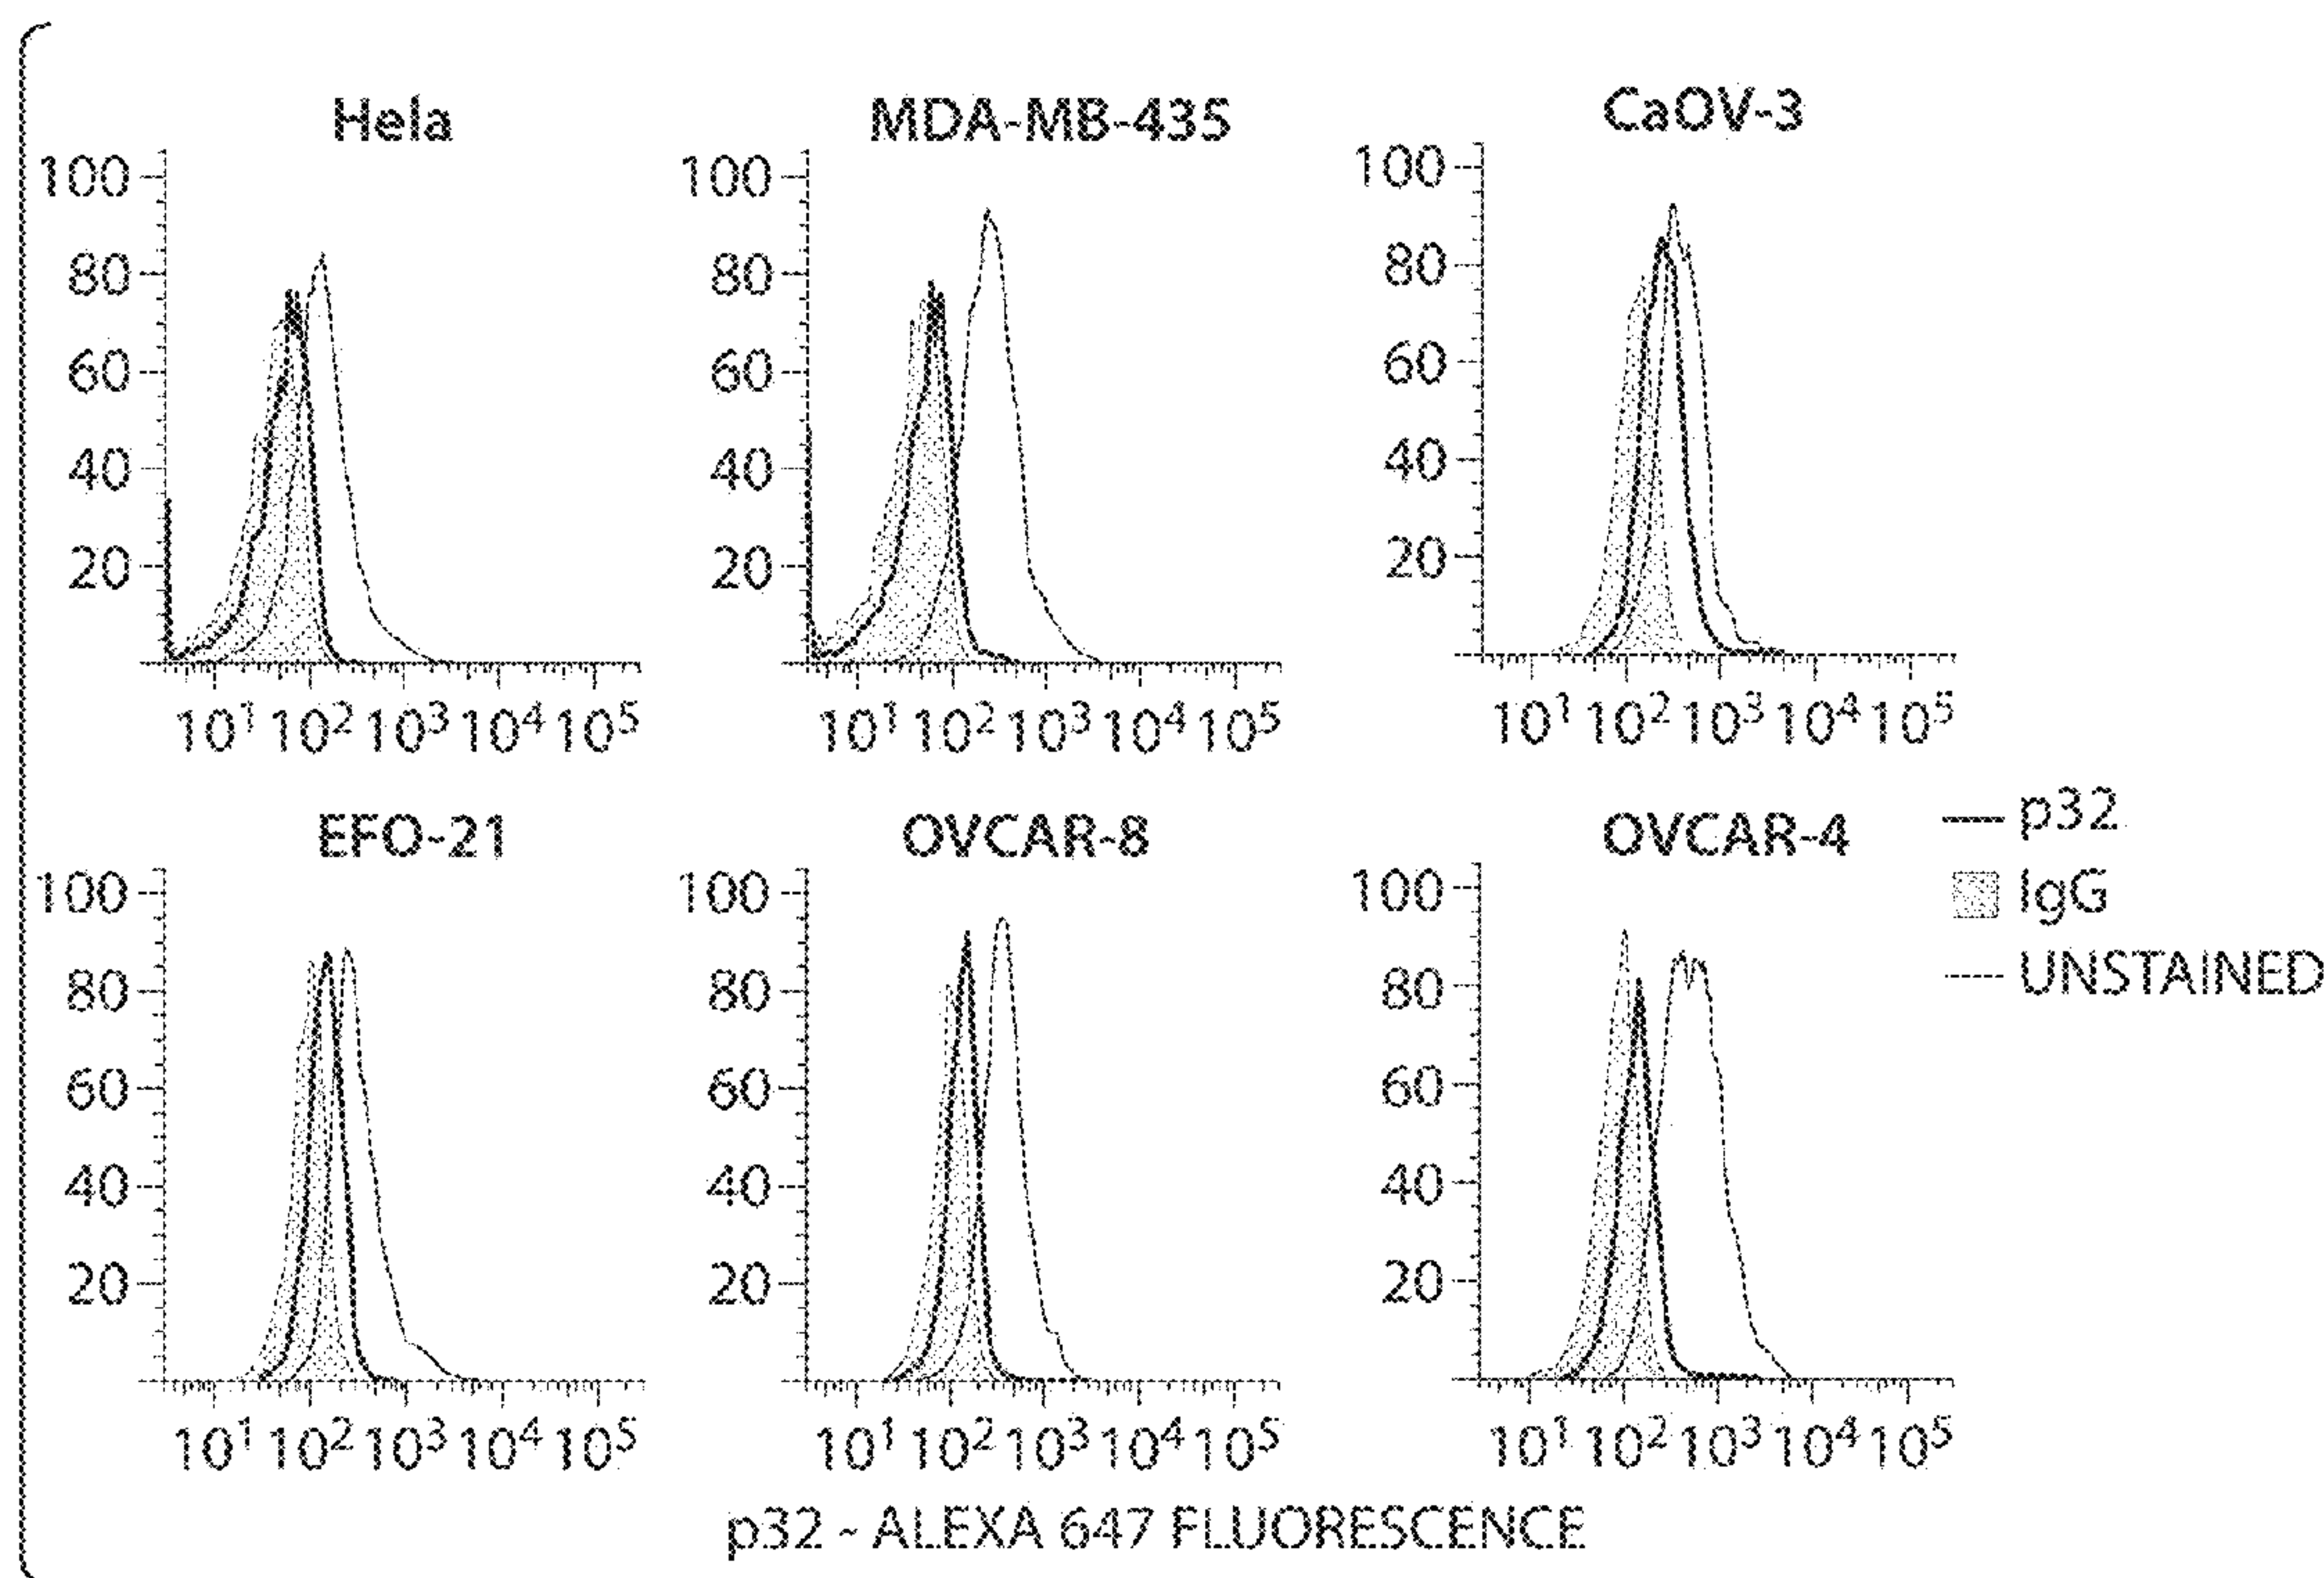 Hela MDA-MB-435 CaOV-3
100 100 100
80 80 80
60 60 60
40 40 40
20 20 20
10¹ 10² 10³ 10⁴ 10⁵ 10¹ 10² 10³ 10⁴ 10⁵ 10¹ 10² 10³ 10⁴ 10⁵
EFO-21 OVCAR-8 OVCAR-4 p32
100 100 100 IgG
80 80 80 UNSTAINED
60 60 60
40 40 40
20 20 20
10¹ 10² 10³ 10⁴ 10⁵ 10¹ 10² 10³ 10⁴ 10⁵ 10¹ 10² 10³ 10⁴ 10⁵
p32 - ALEXA 647 FLUORESCENCE